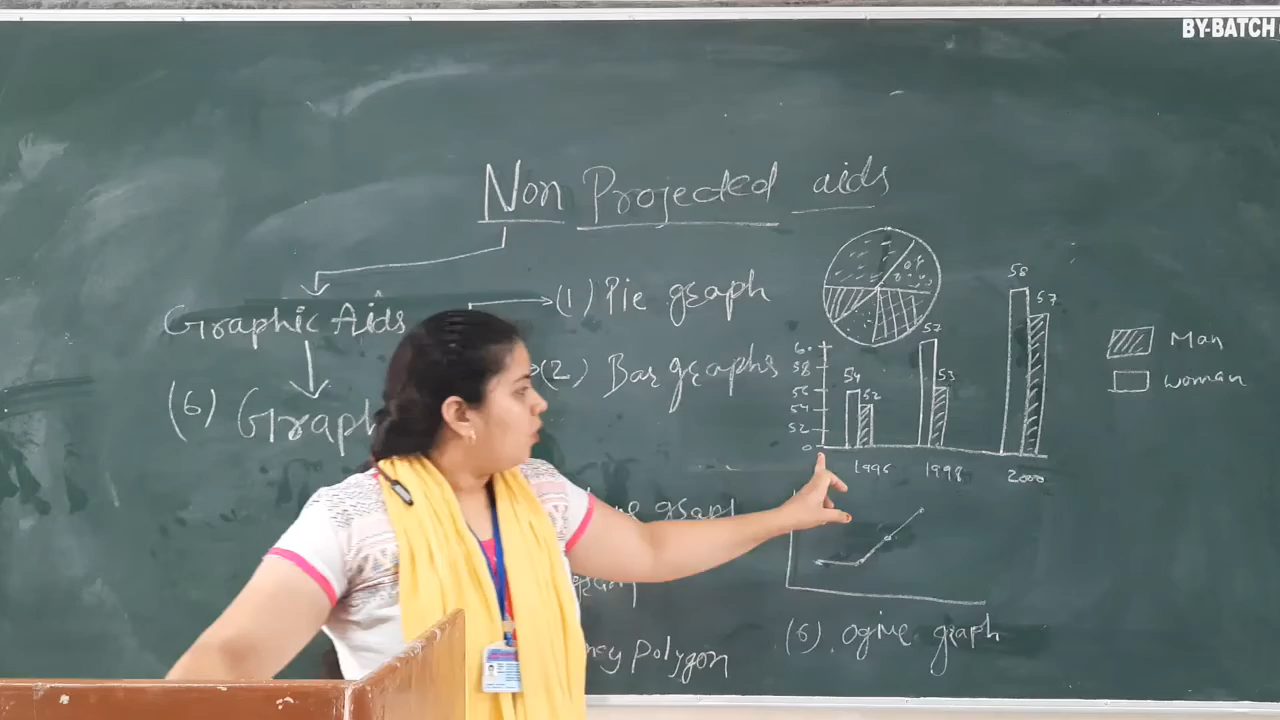 BY-BATCH
Non Projected aids
Graphic Aids
(1) Pie graph
(6) Graph
(2) Bar graphs
60
58
56
54
52
0
54
52
57
53
58
57
1996
1998
2000
Man
Woman
graph
Polygon
(6). Ogive graph